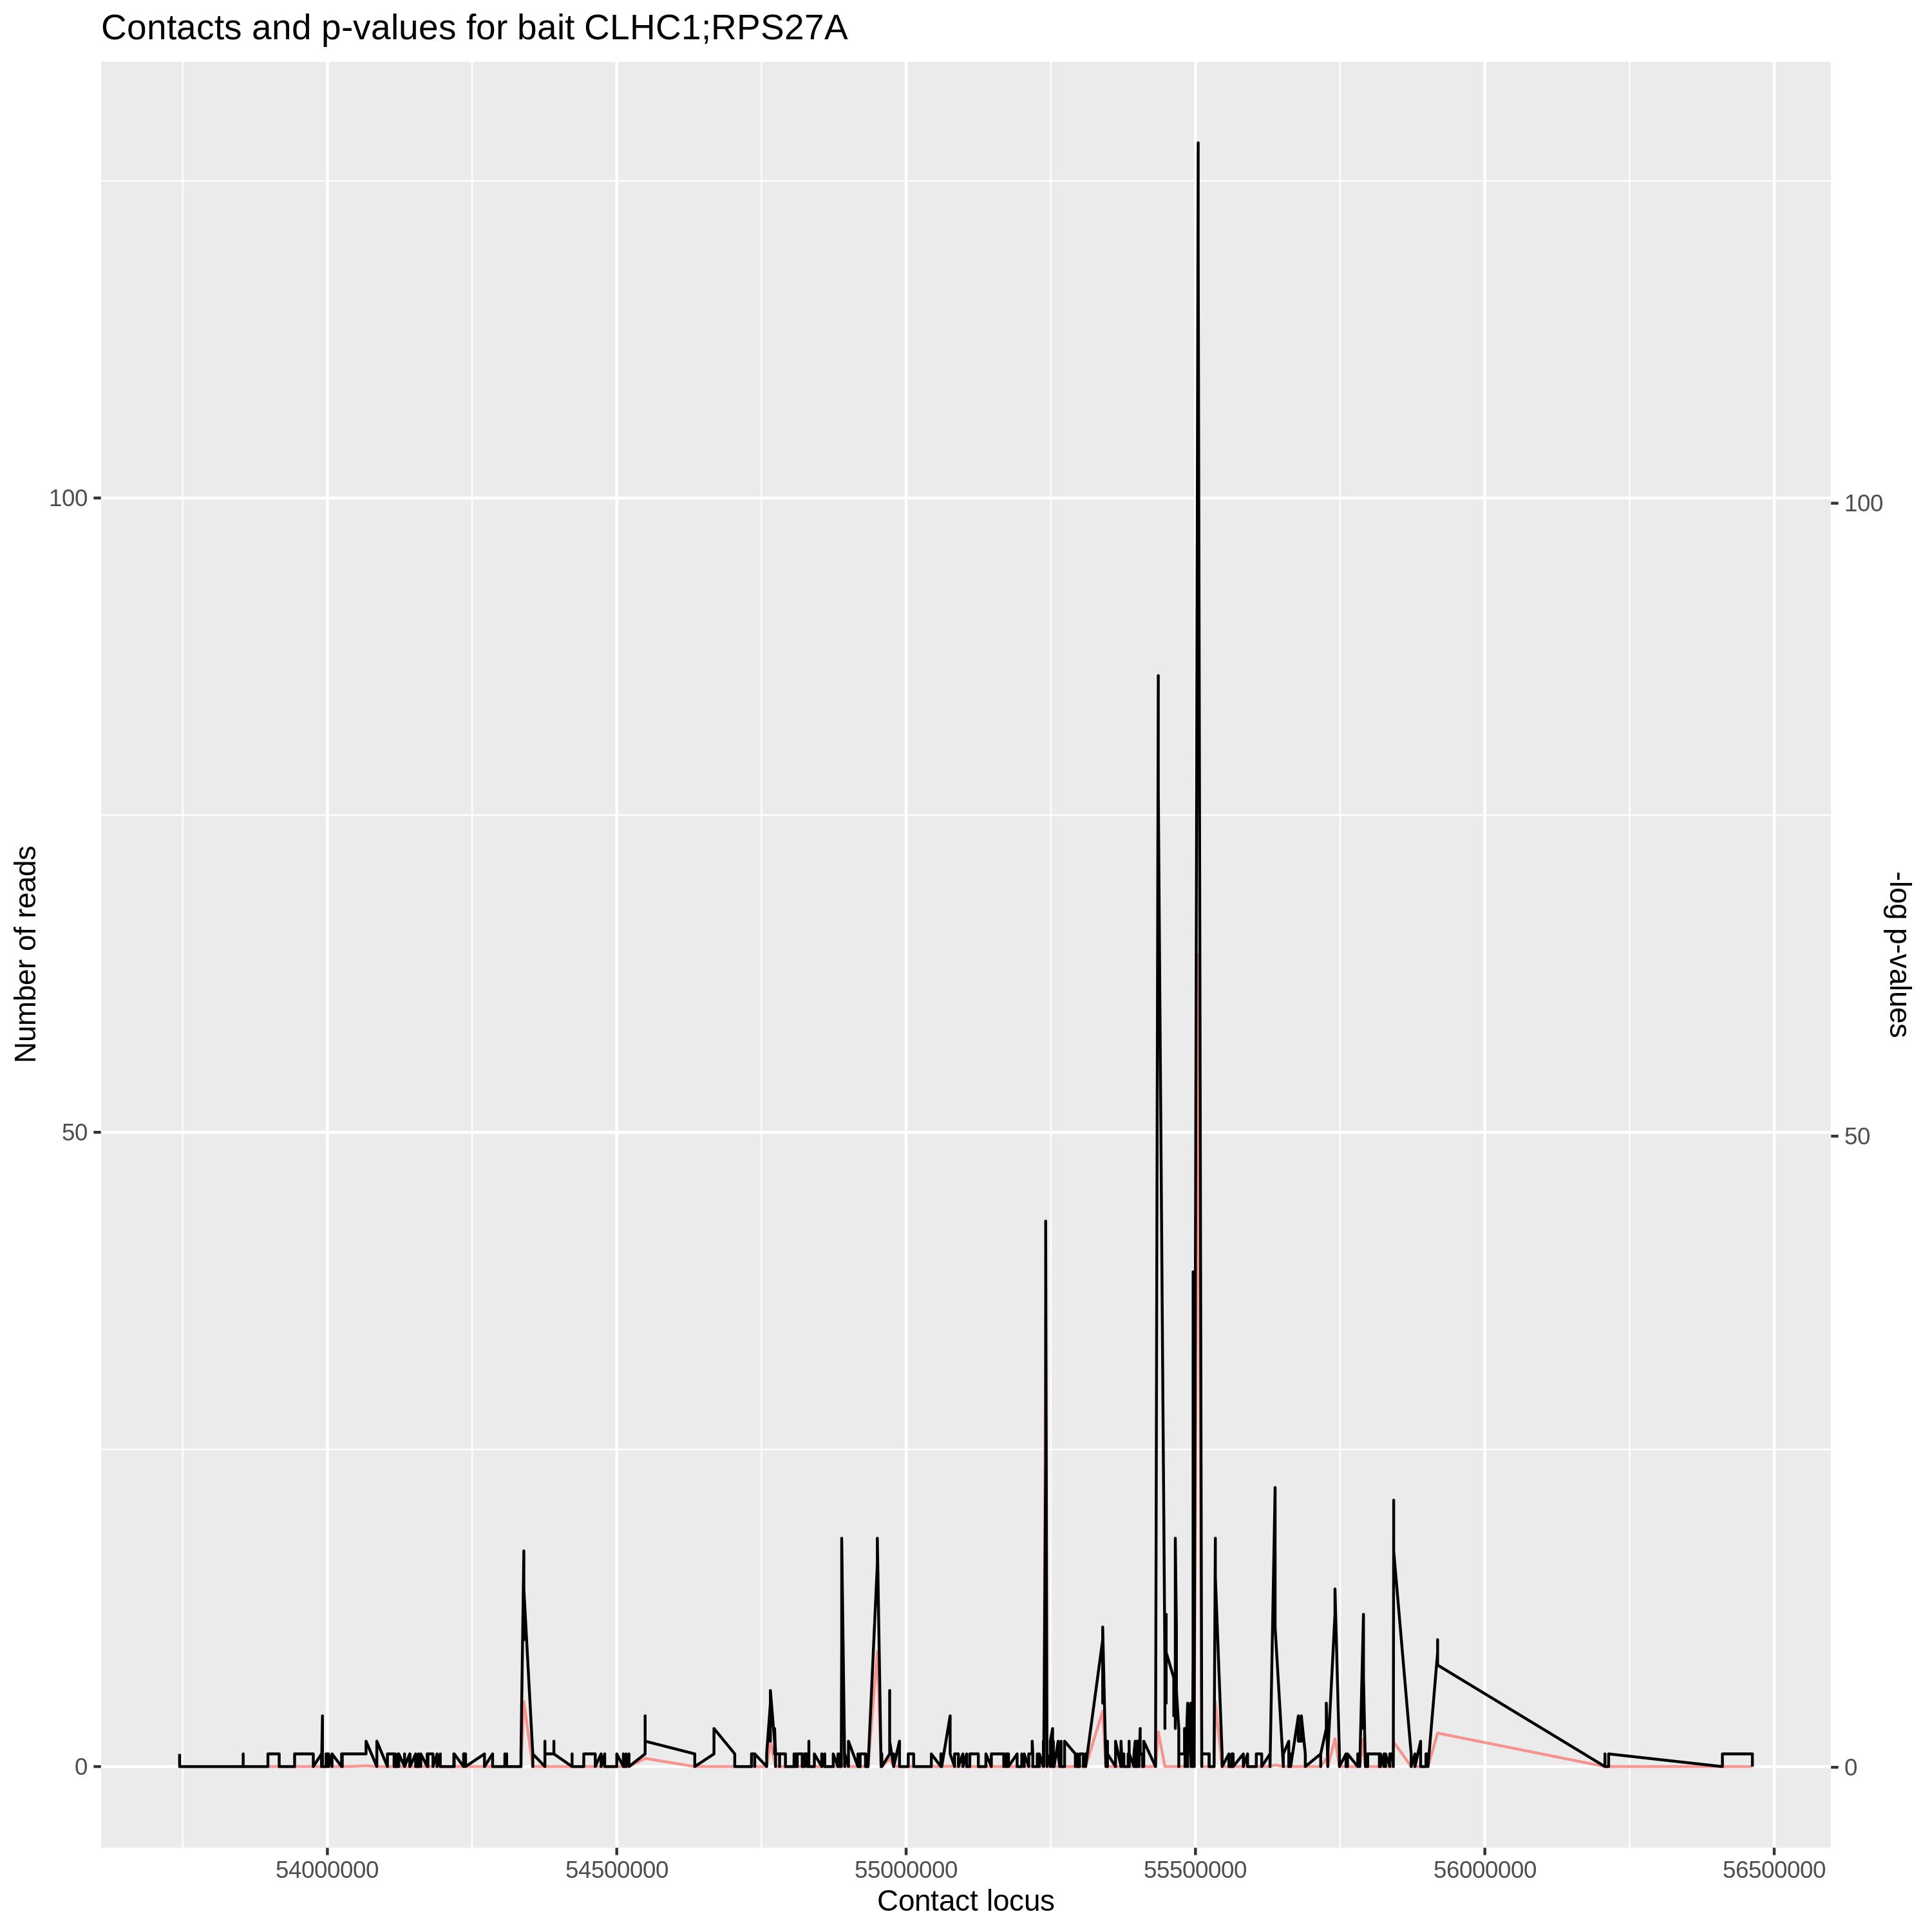 Contacts and p-values for bait CLHC1;RPS27A
Number of reads
100
50
0
100
50
0
-log p-values
54000000 54500000 55000000 55500000 56000000 56500000
Contact locus